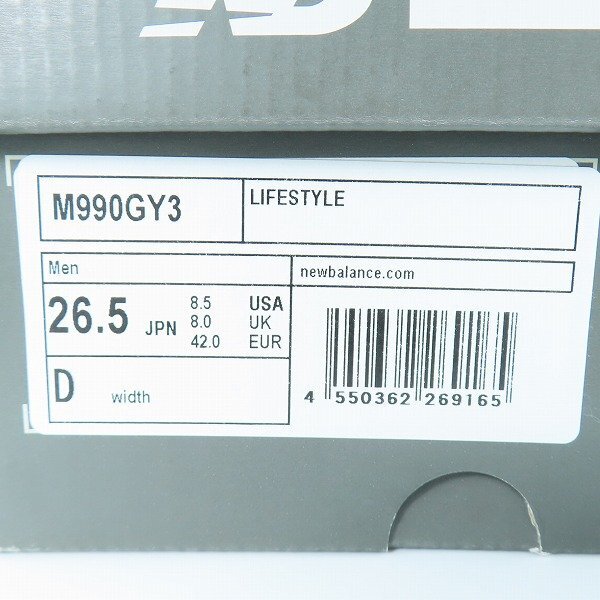 M990GY3
LIFESTYLE
Men
newbalance.com
26.5 JPN
8.5 USA
8.0 UK
42.0 EUR
D width
4 550362 269165